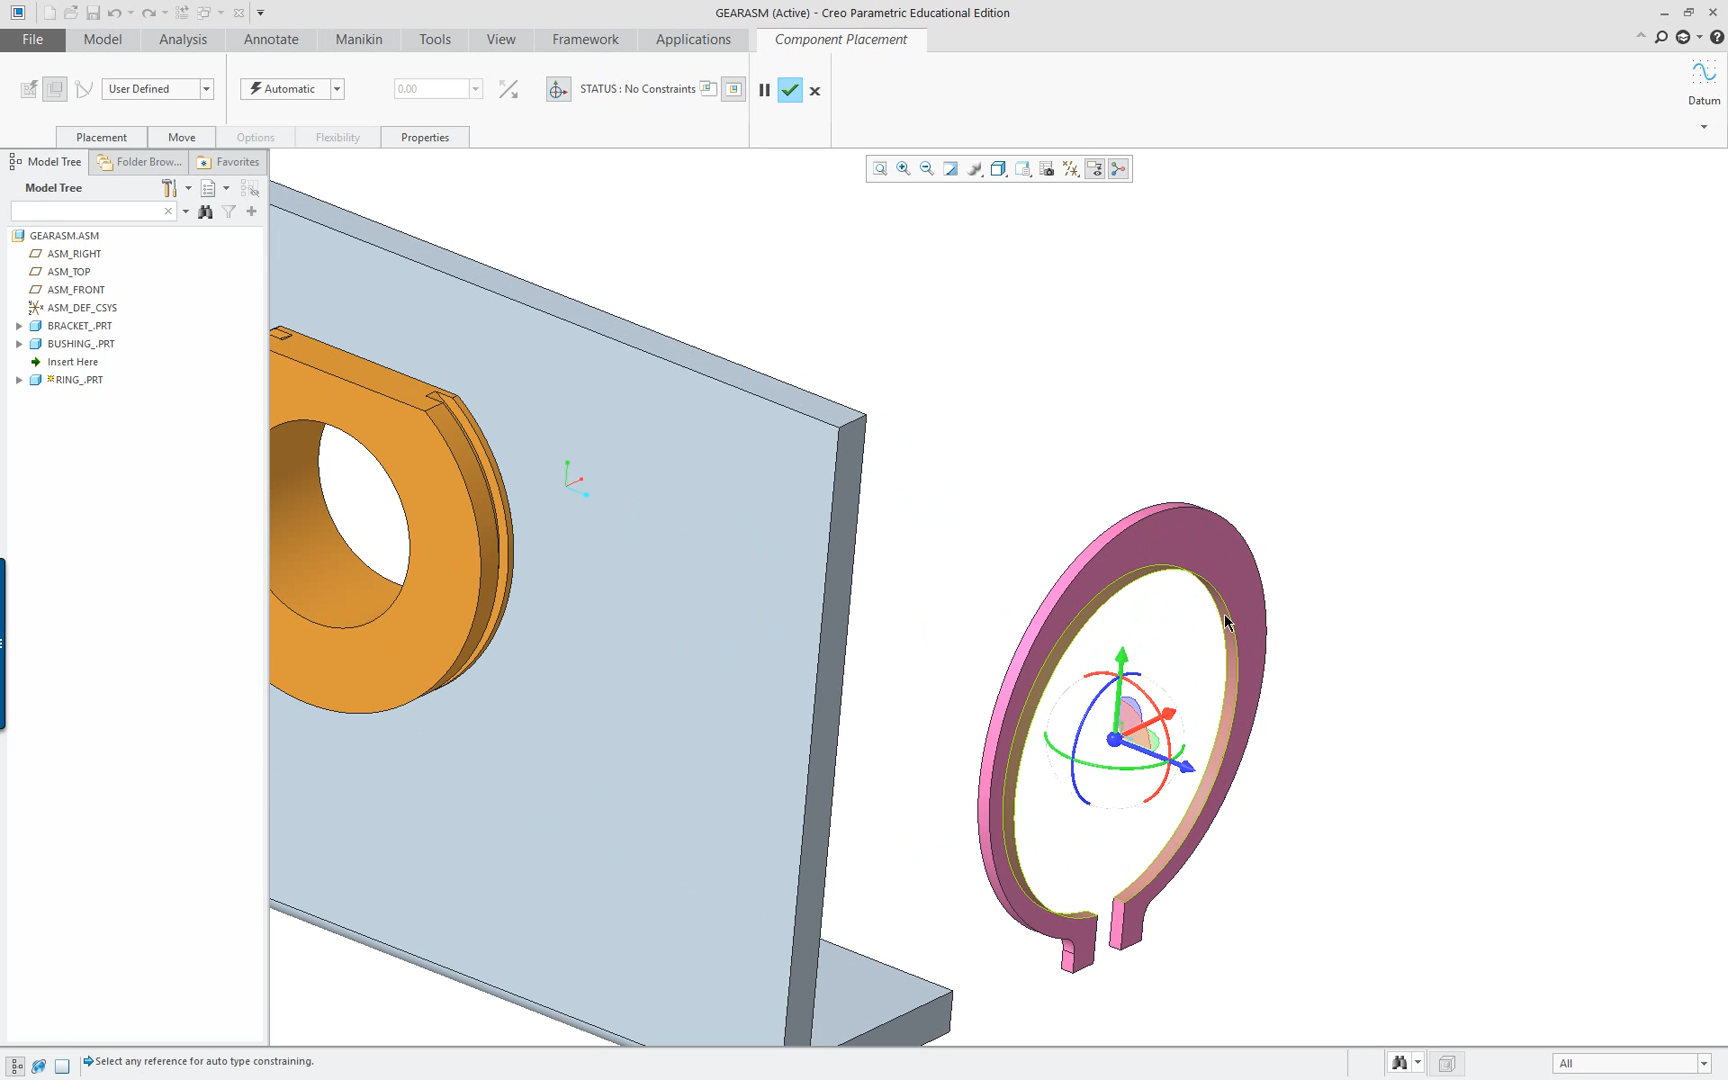 GEARASM (Active) - Creo Parametric Educational Edition
File Model Analysis Annotate Manikin Tools View Framework Applications Component Placement
User Defined Automatic 0.00 STATUS : No Constraints
Datum
Placement Move Options Flexibility Properties
Model Tree Folder Brow... Favorites
Model Tree
GEARASM.ASM
ASM_RIGHT
ASM_TOP
ASM_FRONT
ASM_DEF_CSYS
BRACKET_.PRT
BUSHING_.PRT
Insert Here
RING_.PRT
Select any reference for auto type constraining.
All